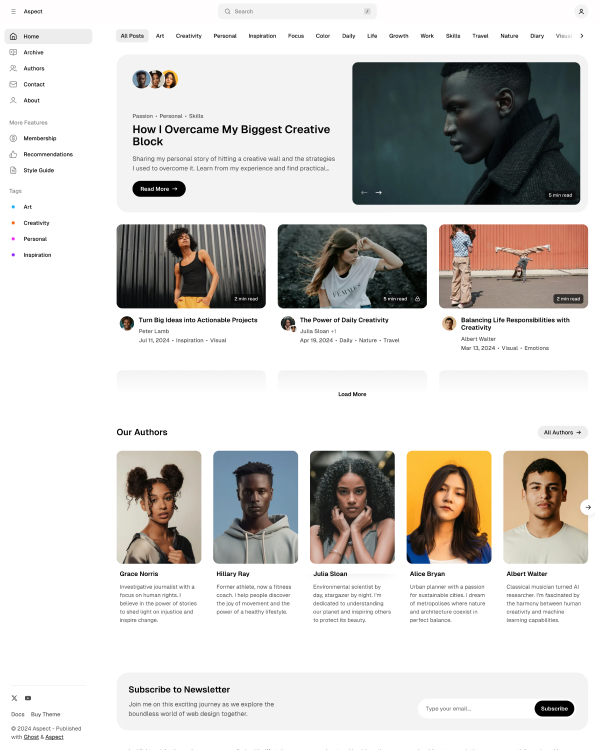 Aspect
Search
/
Home
Archive
Authors
Contact
About
More Features
Membership
Recommendations
Style Guide
Tags
Art
Creativity
Personal
Inspiration
All Posts Art Creativity Personal Inspiration Focus Color Daily Life Growth Work Skills Travel Nature Diary Visual
Passion • Personal • Skills
How I Overcame My Biggest Creative
Block
Sharing my personal story of hitting a creative wall and the strategies
I used to overcome it. Learn from my experience and find practical...
Read More →
← →
6 min read
2 min read
Turn Big Ideas into Actionable Projects
Peter Lamb
Jul 11, 2024 • Inspiration • Visual
FEMMES
5 min read
The Power of Daily Creativity
Julia Sloan +1
Apr 19, 2024 • Daily • Nature • Travel
2 min read
Balancing Life Responsibilities with
Creativity
Albert Walter
Mar 13, 2024 • Visual • Emotions
Load More
Our Authors
All Authors →
Grace Norris
Investigative journalist with a
focus on human rights. I
believe in the power of stories
to shed light on injustice and
inspire change.
Hillary Ray
Former athlete, now a fitness
coach. I help people discover
the joy of movement and the
power of a healthy lifestyle.
Julia Sloan
Environmental scientist by
day, stargazer by night. I'm
dedicated to understanding
our planet and inspiring others
to protect its beauty.
Alice Bryan
Urban planner with a passion
for sustainable cities. I dream
of metropolises where nature
and architecture coexist in
perfect balance.
Albert Walter
Classical musician turned AI
researcher. I'm fascinated by
the harmony between human
creativity and machine
learning capabilities.
Subscribe to Newsletter
Join me on this exciting journey as we explore the
boundless world of web design together.
Type your email...
Subscribe
Docs Buy Theme
© 2024 Aspect - Published
with Ghost & Aspect